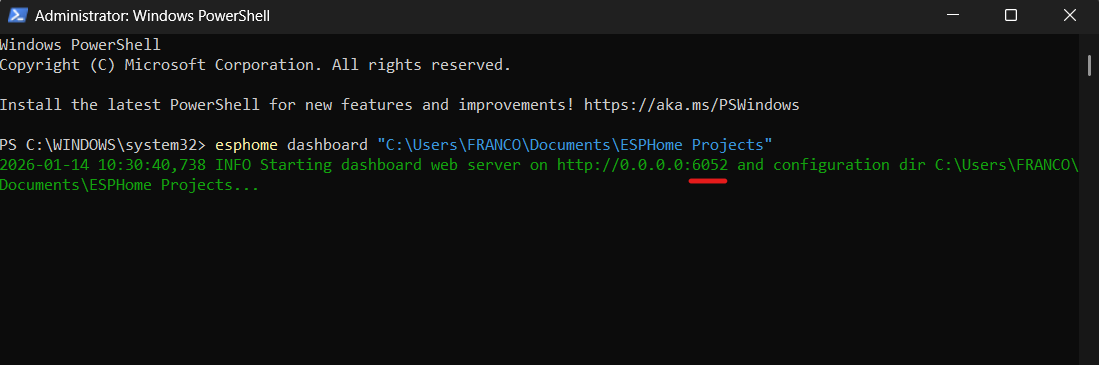 Administrator: Windows PowerShell
Windows PowerShell
Copyright (C) Microsoft Corporation. All rights reserved.
Install the latest PowerShell for new features and improvements! https://aka.ms/PSWindows
PS C:\WINDOWS\system32> esphome dashboard "C:\Users\FRANCO\Documents\ESPHome Projects"
2026-01-14 10:30:40,738 INFO Starting dashboard web server on http://0.0.0.0:6052 and configuration dir C:\Users\FRANCO\
Documents\ESPHome Projects...